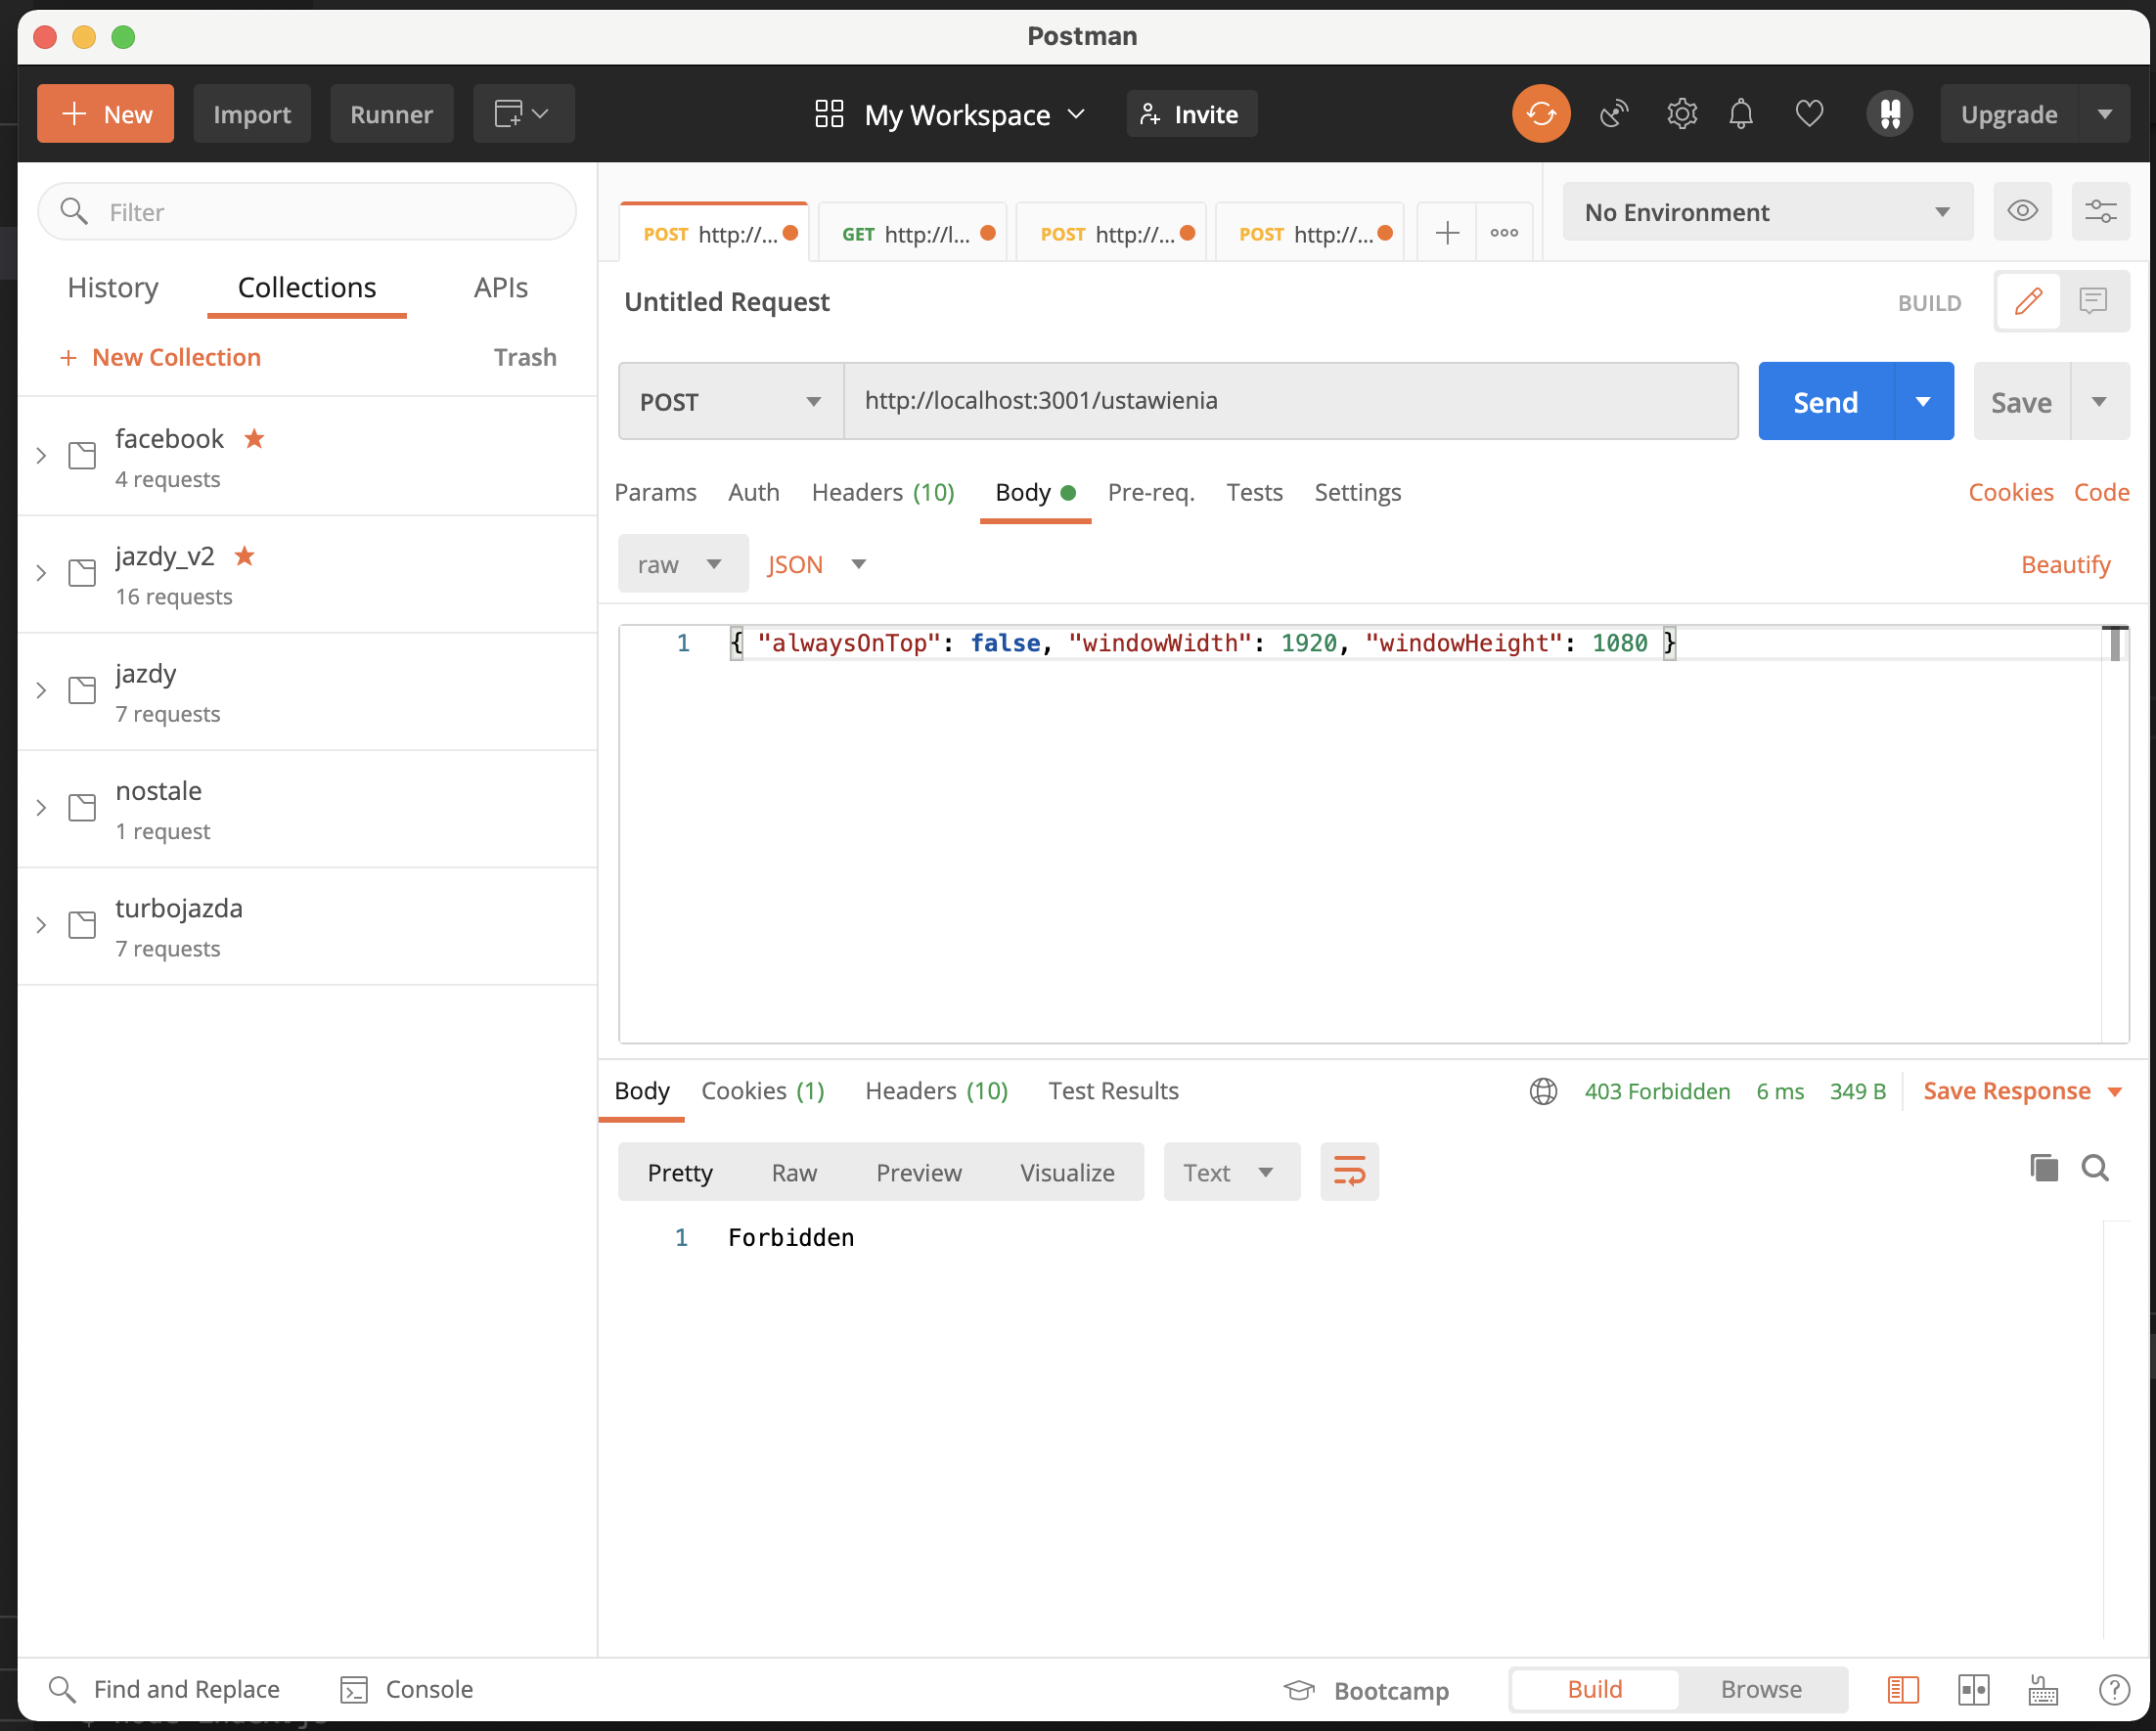 Postman
New
Import
Runner
My Workspace
Invite
Upgrade
Filter
History
Collections
APIs
New Collection
Trash
facebook
4 requests
jazdy_v2
16 requests
jazdy
7 requests
nostale
1 request
turbojazda
7 requests
POST http://...
GET http://l...
POST http://...
POST http://...
No Environment
Untitled Request
BUILD
POST
http://localhost:3001/ustawienia
Send
Save
Params
Auth
Headers (10)
Body
Pre-req.
Tests
Settings
Cookies
Code
raw
JSON
Beautify
1 { "alwaysOnTop": false, "windowWidth": 1920, "windowHeight": 1080 }
Body
Cookies (1)
Headers (10)
Test Results
403 Forbidden
6 ms
349 B
Save Response
Pretty
Raw
Preview
Visualize
Text
1 Forbidden
Find and Replace
Console
Bootcamp
Build
Browse